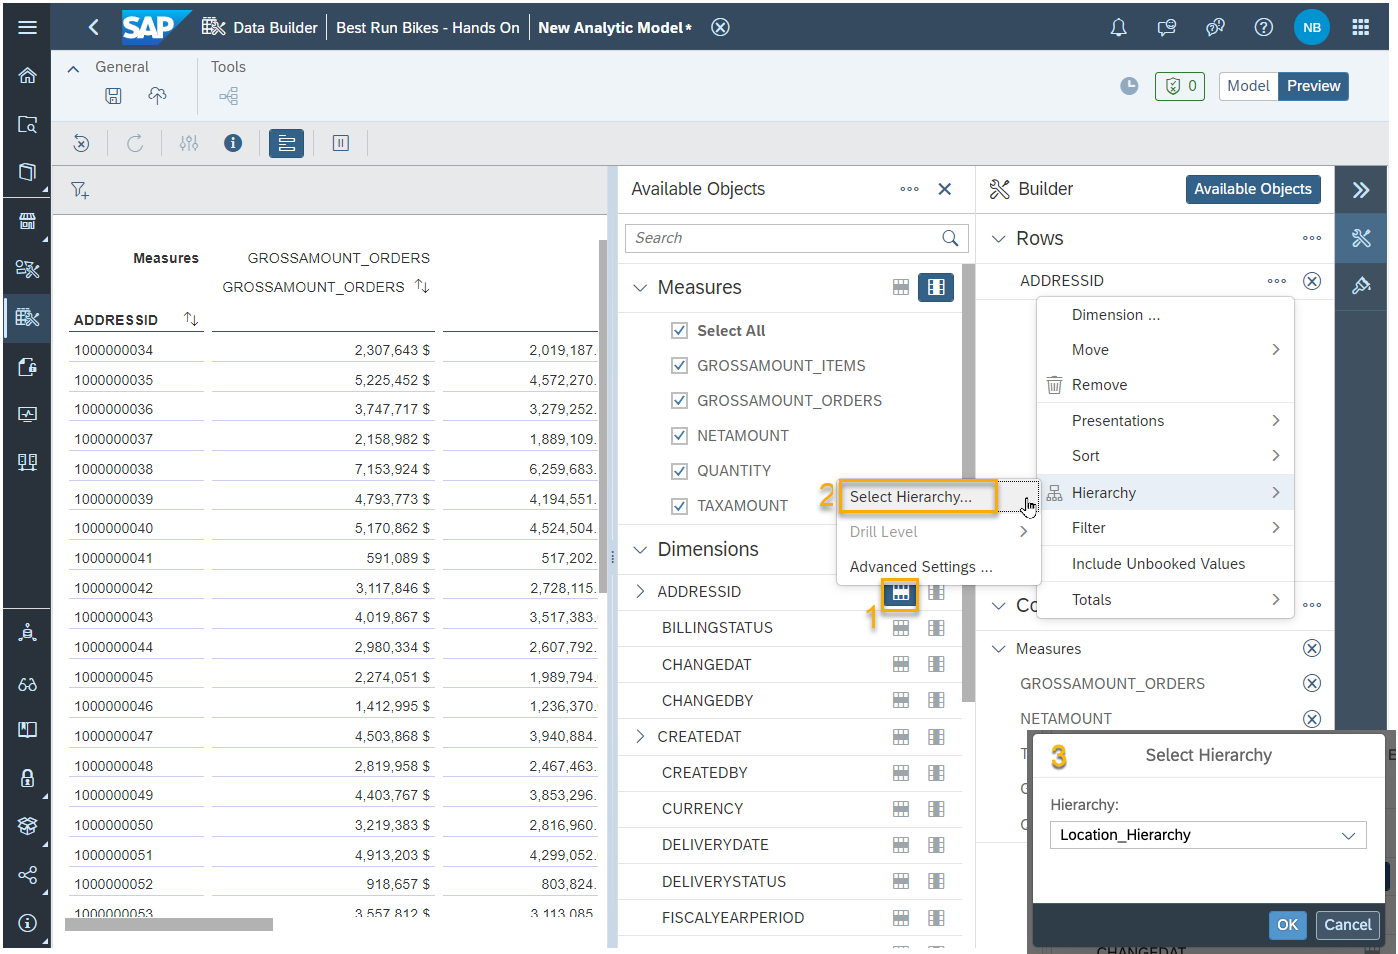 SAP Data Builder Best Run Bikes - Hands On New Analytic Model* NB
General Tools
0 Model Preview
Available Objects
Search
Builder Available Objects
Rows
ADDRESSID
Measures GROSSAMOUNT_ORDERS
GROSSAMOUNT_ORDERS
ADDRESSID
1000000034 2,307,643 $ 2,019,187.
1000000035 5,225,452 $ 4,572,270.
1000000036 3,747,717 $ 3,279,252.
1000000037 2,158,982 $ 1,889,109.
1000000038 7,153,924 $ 6,259,683.
1000000039 4,793,773 $ 4,194,551.
1000000040 5,170,862 $ 4,524,504.
1000000041 591,089 $ 517,202.
1000000042 3,117,846 $ 2,728,115.
1000000043 4,019,867 $ 3,517,383.
1000000044 2,980,334 $ 2,607,792.
1000000045 2,274,051 $ 1,989,794.
1000000046 1,412,995 $ 1,236,370.
1000000047 4,503,868 $ 3,940,884.
1000000048 2,819,958 $ 2,467,463.
1000000049 4,403,767 $ 3,853,296.
1000000050 3,219,383 $ 2,816,960.
1000000051 4,913,203 $ 4,299,052.
1000000052 918,657 $ 803,824.
1000000053 3,557,812 $ 3,113,085.
Measures
Select All
GROSSAMOUNT_ITEMS
GROSSAMOUNT_ORDERS
NETAMOUNT
QUANTITY
TAXAMOUNT
Dimensions
ADDRESSID
BILLINGSTATUS
CHANGEDAT
CHANGEDBY
CREATEDAT
CREATEDBY
CURRENCY
DELIVERYDATE
DELIVERYSTATUS
FISCALYEARPERIOD
1
2
Select Hierarchy...
Drill Level
Advanced Settings ...
Dimension ...
Move
Remove
Presentations
Sort
Hierarchy
Filter
Include Unbooked Values
Totals
Measures
GROSSAMOUNT_ORDERS
NETAMOUNT
3 Select Hierarchy
Hierarchy:
Location_Hierarchy
OK Cancel
CHANGEDAT